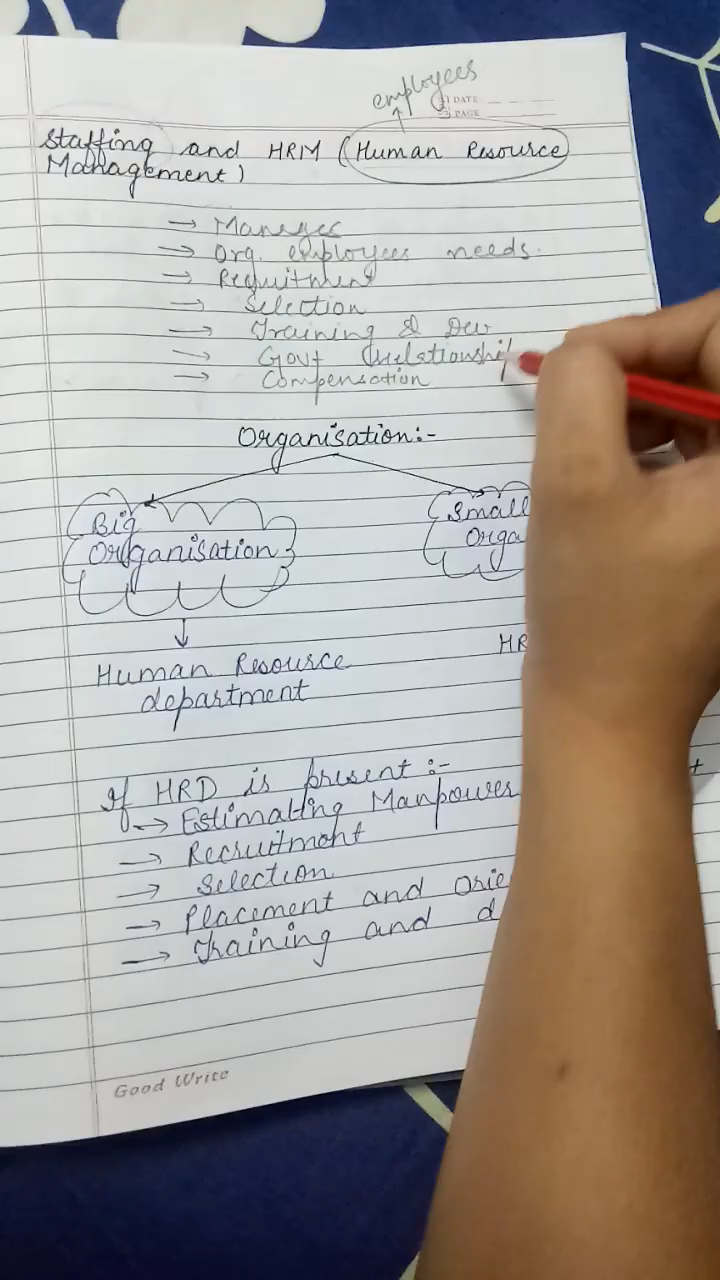 employees
DATE
PAGE
Staffing and HRM (Human Resource
Management)
→ Manages
→ Org. employees needs.
→ Recruitment
→ Selection
→ Training & Dev
→ Govt (relationship
→ Compensation
Organisation:-
Big
Organisation
Small
Orga
Human Resource
department
HR
If HRD is present :-
→ Estimating Manpower
→ Recruitment
→ Selection
→ Placement and Orie
→ Training and d
Good Write